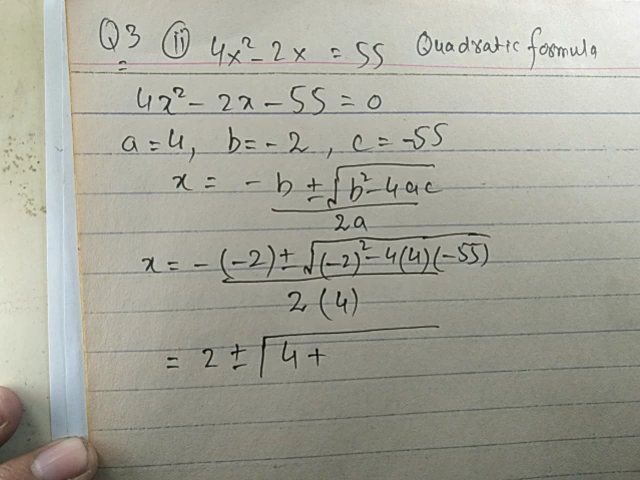 Q3 (ii) 4x² - 2x = 55 Quadratic formula
4x² - 2x - 55 = 0
a = 4, b = -2, c = -55
x = -b ± √b² - 4ac
2a
x = -(-2) ± √(-2)² - 4(4)(-55)
2(4)
= 2 ± √4 +